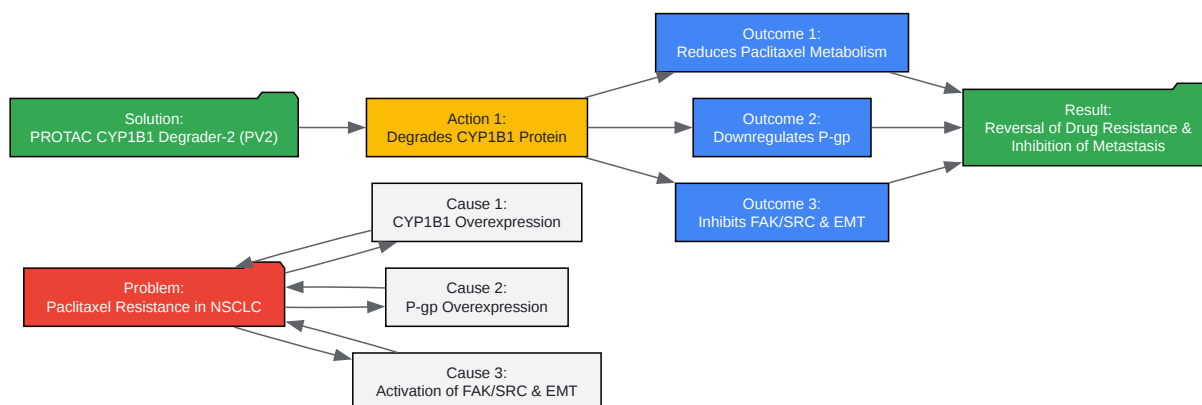 Solution:
PROTAC CYP1B1 Degrader-2 (PV2)
Action 1:
Degrades CYP1B1 Protein
Outcome 1:
Reduces Paclitaxel Metabolism
Outcome 2:
Downregulates P-gp
Outcome 3:
Inhibits FAK/SRC & EMT
Result:
Reversal of Drug Resistance &
Inhibition of Metastasis
Problem:
Paclitaxel Resistance in NSCLC
Cause 1:
CYP1B1 Overexpression
Cause 2:
P-gp Overexpression
Cause 3:
Activation of FAK/SRC & EMT